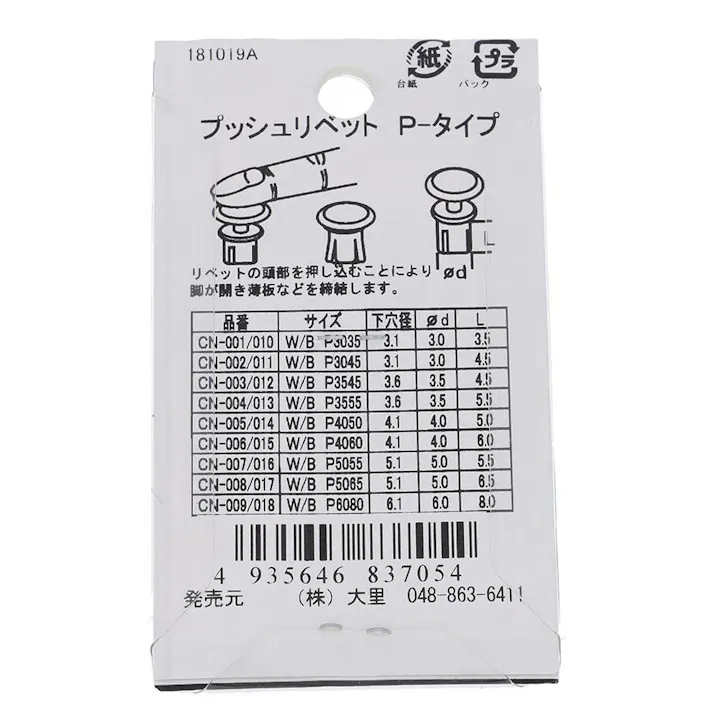 181019A
紙 プラ
台紙 パック
プッシュリベット P-タイプ
L
リベットの頭部を押し込むことにより ød
脚が開き薄板などを締結します。
品番 サイズ 下穴径 ød L
CN-001/010 W/B P3035 3.1 3.0 3.5
CN-002/011 W/B P3045 3.1 3.0 4.5
CN-003/012 W/B P3545 3.6 3.5 4.5
CN-004/013 W/B P3555 3.6 3.5 5.5
CN-005/014 W/B P4050 4.1 4.0 5.0
CN-006/015 W/B P4060 4.1 4.0 6.0
CN-007/016 W/B P5055 5.1 5.0 5.5
CN-008/017 W/B P5065 5.1 5.0 6.5
CN-009/018 W/B P6080 6.1 6.0 8.0
4 935646 837054
発売元 (株) 大里 048-863-6411